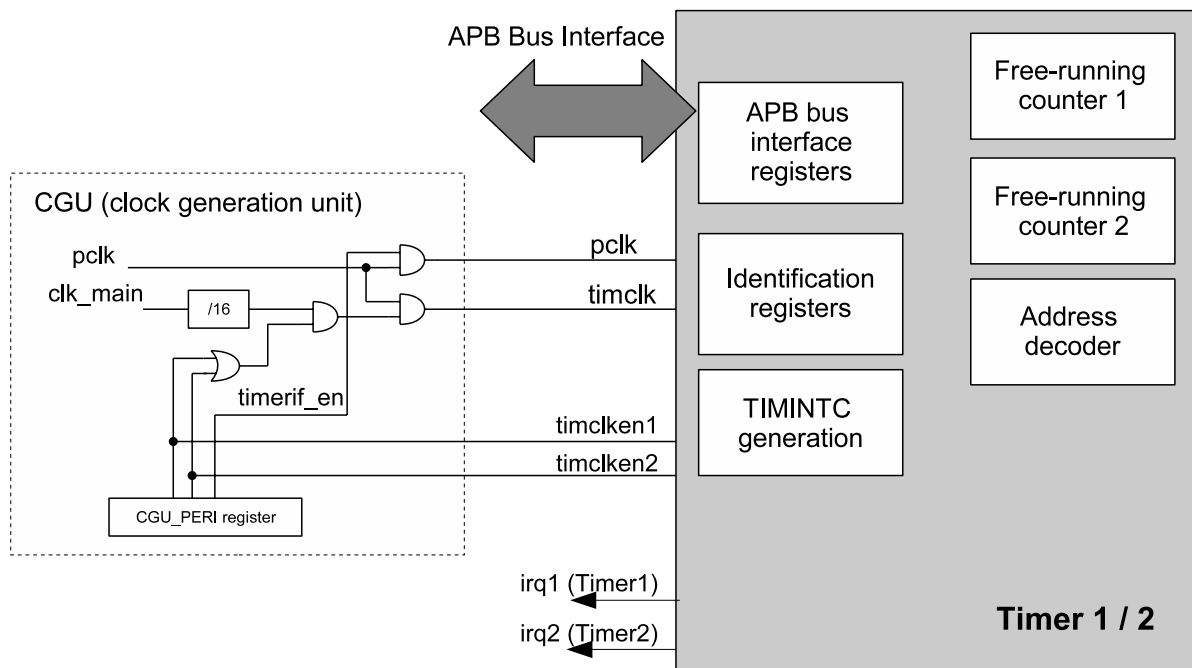 APB Bus Interface
Free-running
counter 1
APB bus
interface
registers
Free-running
counter 2
CGU (clock generation unit)
pclk
pclk
clk_main
/16
timclk
Identification
registers
Address
decoder
timerif_en
TIMINTC
generation
timclken1
timclken2
CGU_PERI register
irq1 (Timer1)
irq2 (Timer2)
Timer 1 / 2